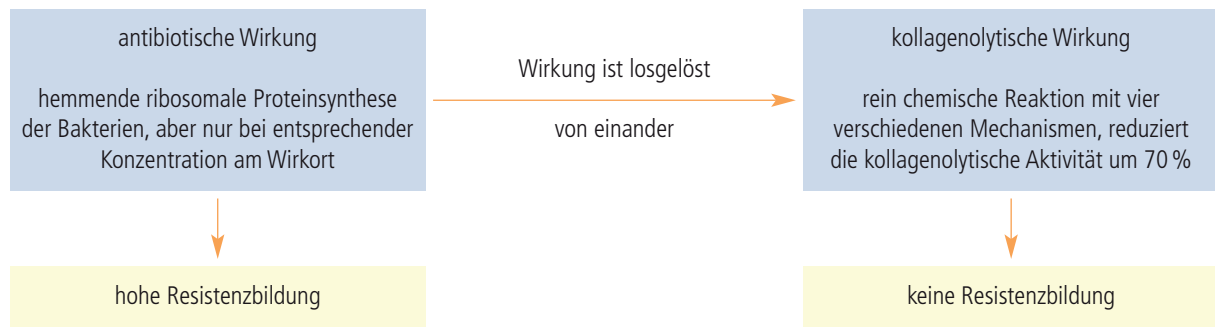 antibiotische Wirkung
hemmende ribosomale Proteinsynthese
der Bakterien, aber nur bei entsprechender
Konzentration am Wirkort
Wirkung ist losgelöst
von einander
kollagenolytische Wirkung
rein chemische Reaktion mit vier
verschiedenen Mechanismen, reduziert
die kollagenolytische Aktivität um 70 %
hohe Resistenzbildung
keine Resistenzbildung